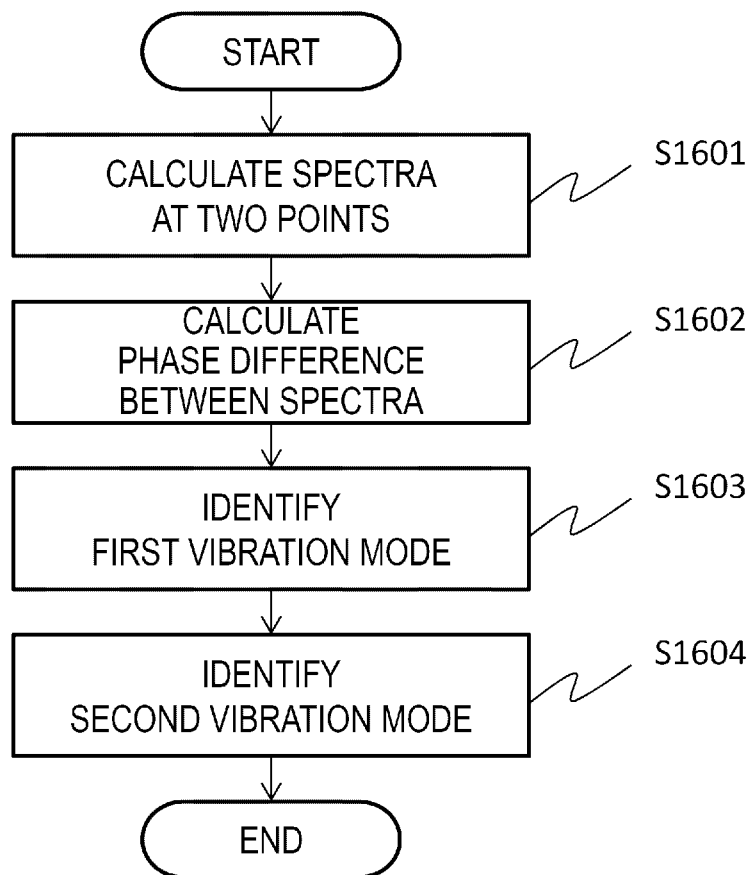 START
CALCULATE SPECTRA
AT TWO POINTS
S1601
CALCULATE
PHASE DIFFERENCE
BETWEEN SPECTRA
S1602
IDENTIFY
FIRST VIBRATION MODE
S1603
IDENTIFY
SECOND VIBRATION MODE
S1604
END